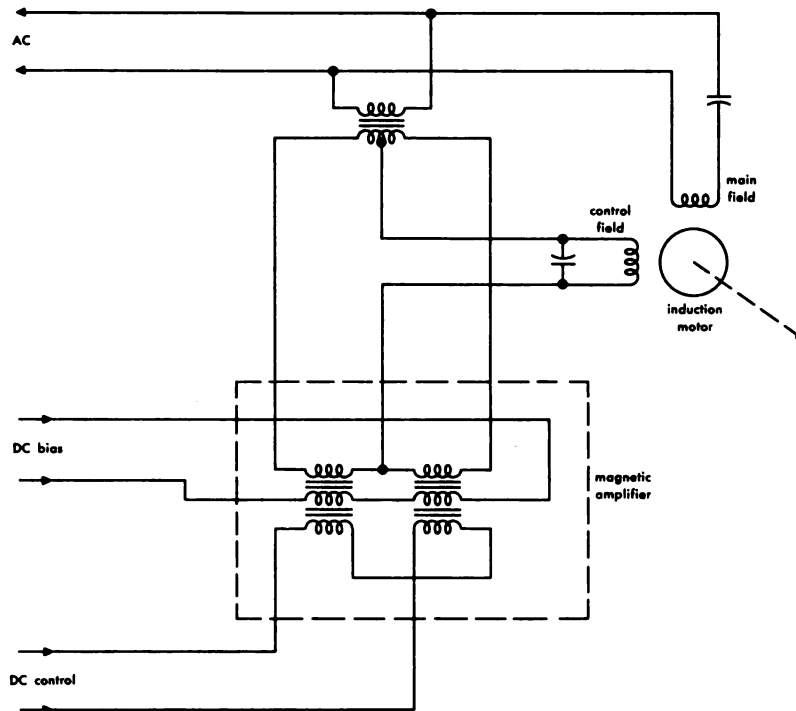 AC
main
field
control
field
induction
motor
DC bias
magnetic
amplifier
DC control